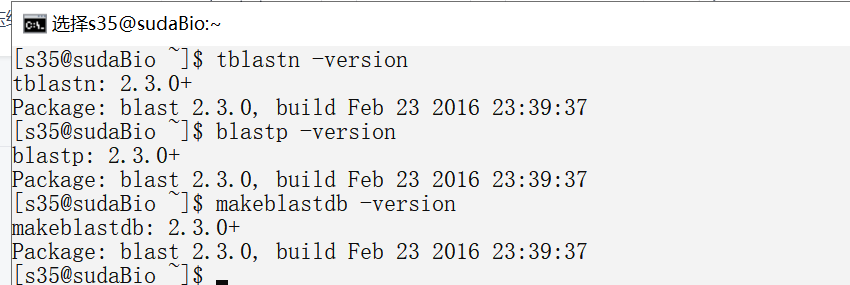 选择s35@sudaBio:~
[s35@sudaBio ~]$ tblastn -version
tblastn: 2.3.0+
Package: blast 2.3.0, build Feb 23 2016 23:39:37
[s35@sudaBio ~]$ blastp -version
blastp: 2.3.0+
Package: blast 2.3.0, build Feb 23 2016 23:39:37
[s35@sudaBio ~]$ makeblastdb -version
makeblastdb: 2.3.0+
Package: blast 2.3.0, build Feb 23 2016 23:39:37
[s35@sudaBio ~]$